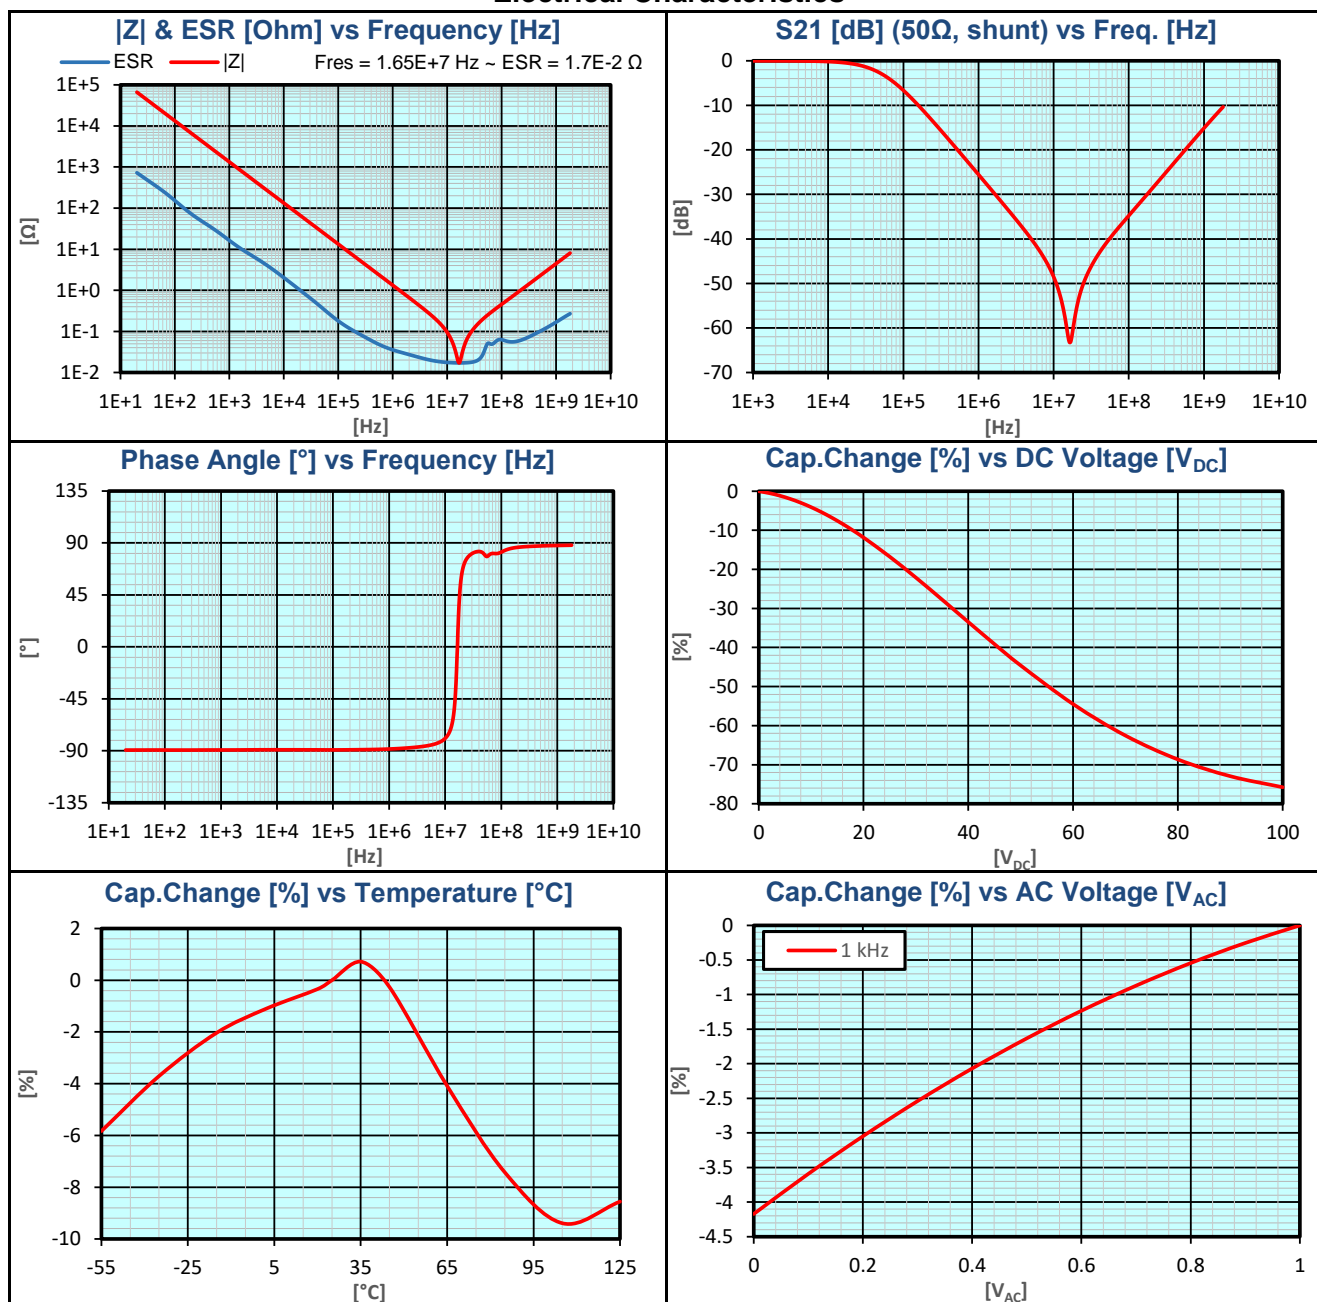 |Z| & ESR [Ohm] vs Frequency [Hz]
ESR |Z| Fres = 1.65E+7 Hz ~ ESR = 1.7E-2 Ω
1E+5
1E+4
1E+3
1E+2
1E+1
1E+0
1E-1
1E-2
[Ω]
1E+1 1E+2 1E+3 1E+4 1E+5 1E+6 1E+7 1E+8 1E+9 1E+10
[Hz]
S21 [dB] (50Ω, shunt) vs Freq. [Hz]
0
-10
-20
-30
-40
-50
-60
-70
[dB]
1E+3 1E+4 1E+5 1E+6 1E+7 1E+8 1E+9 1E+10
[Hz]
Phase Angle [°] vs Frequency [Hz]
135
90
45
0
-45
-90
-135
[°]
1E+1 1E+2 1E+3 1E+4 1E+5 1E+6 1E+7 1E+8 1E+9 1E+10
[Hz]
Cap.Change [%] vs DC Voltage [VDC]
0
-10
-20
-30
-40
-50
-60
-70
-80
[%]
0 20 40 60 80 100
[VDC]
Cap.Change [%] vs Temperature [°C]
2
0
-2
-4
-6
-8
-10
[%]
-55 -25 5 35 65 95 125
[°C]
Cap.Change [%] vs AC Voltage [VAC]
1 kHz
0
-0.5
-1
-1.5
-2
-2.5
-3
-3.5
-4
-4.5
[%]
0 0.2 0.4 0.6 0.8 1
[VAC]